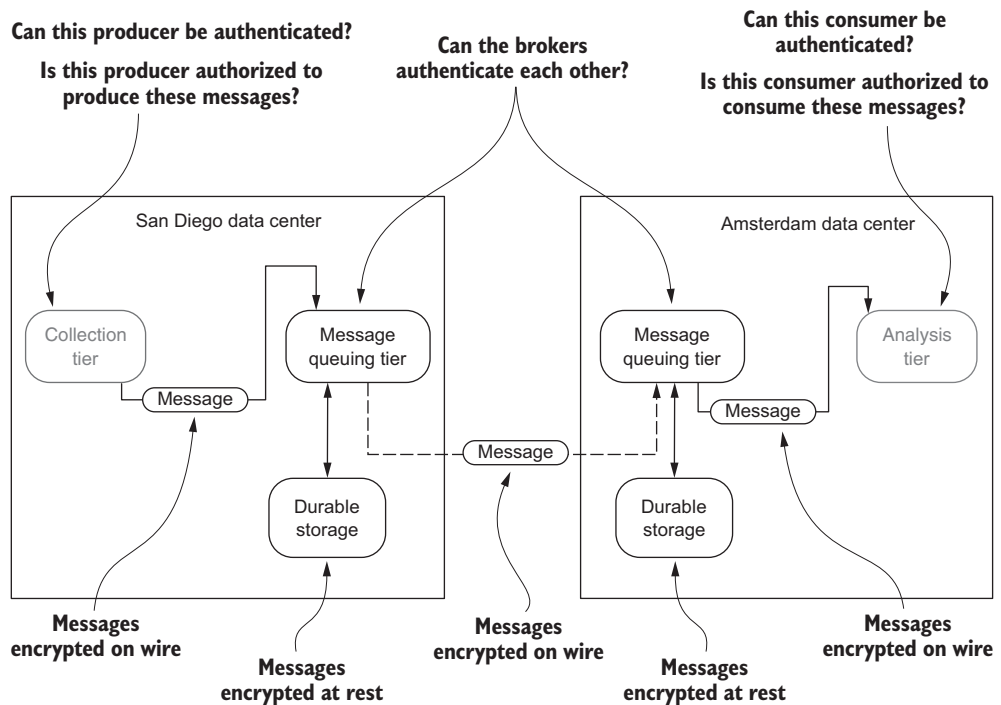 Can this producer be authenticated?
Is this producer authorized to
produce these messages?
Can the brokers
authenticate each other?
Can this consumer be
authenticated?
Is this consumer authorized to
consume these messages?
San Diego data center
Collection
tier
Message
Message
queuing tier
Durable
storage
Message
Amsterdam data center
Message
queuing tier
Message
Analysis
tier
Durable
storage
Messages
encrypted on wire
Messages
encrypted at rest
Messages
encrypted on wire
Messages
encrypted at rest
Messages
encrypted on wire